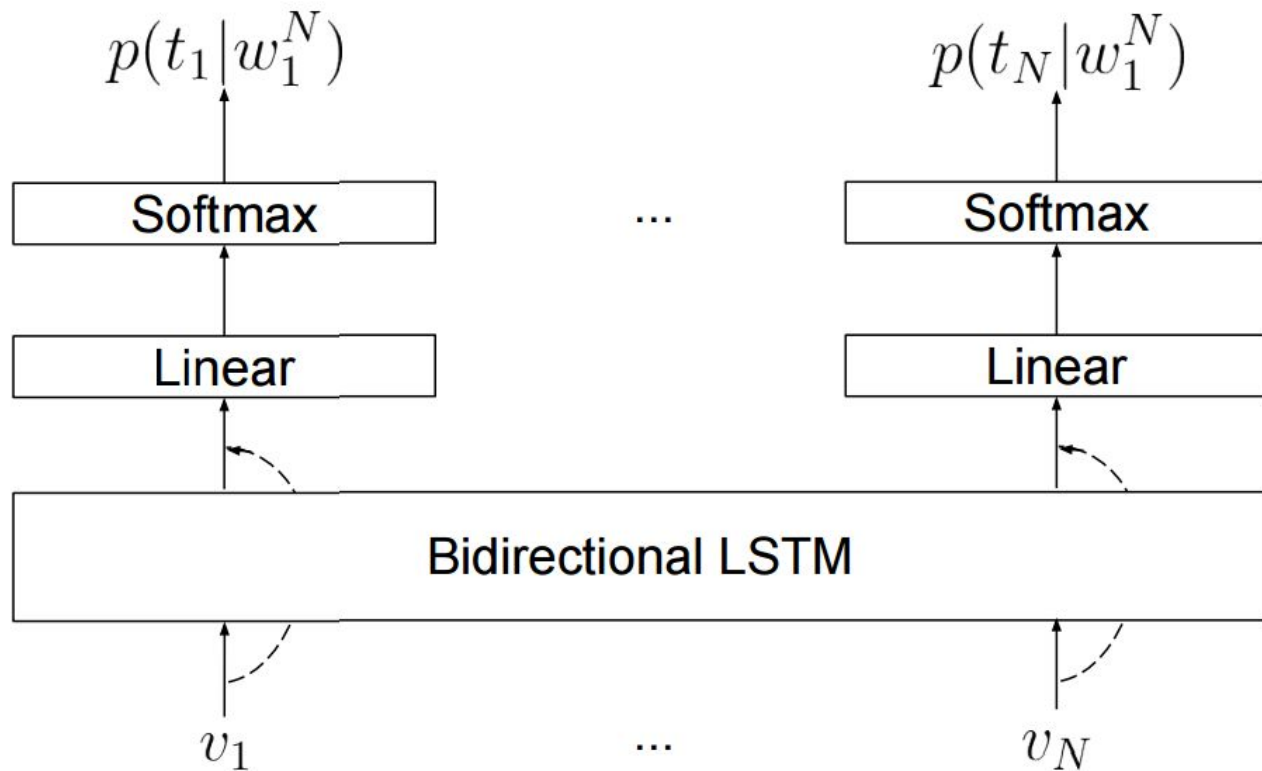 p(t_1|w_1^N) p(t_N|w_1^N)
Softmax ... Softmax
Linear Linear
Bidirectional LSTM
v_1 ... v_N